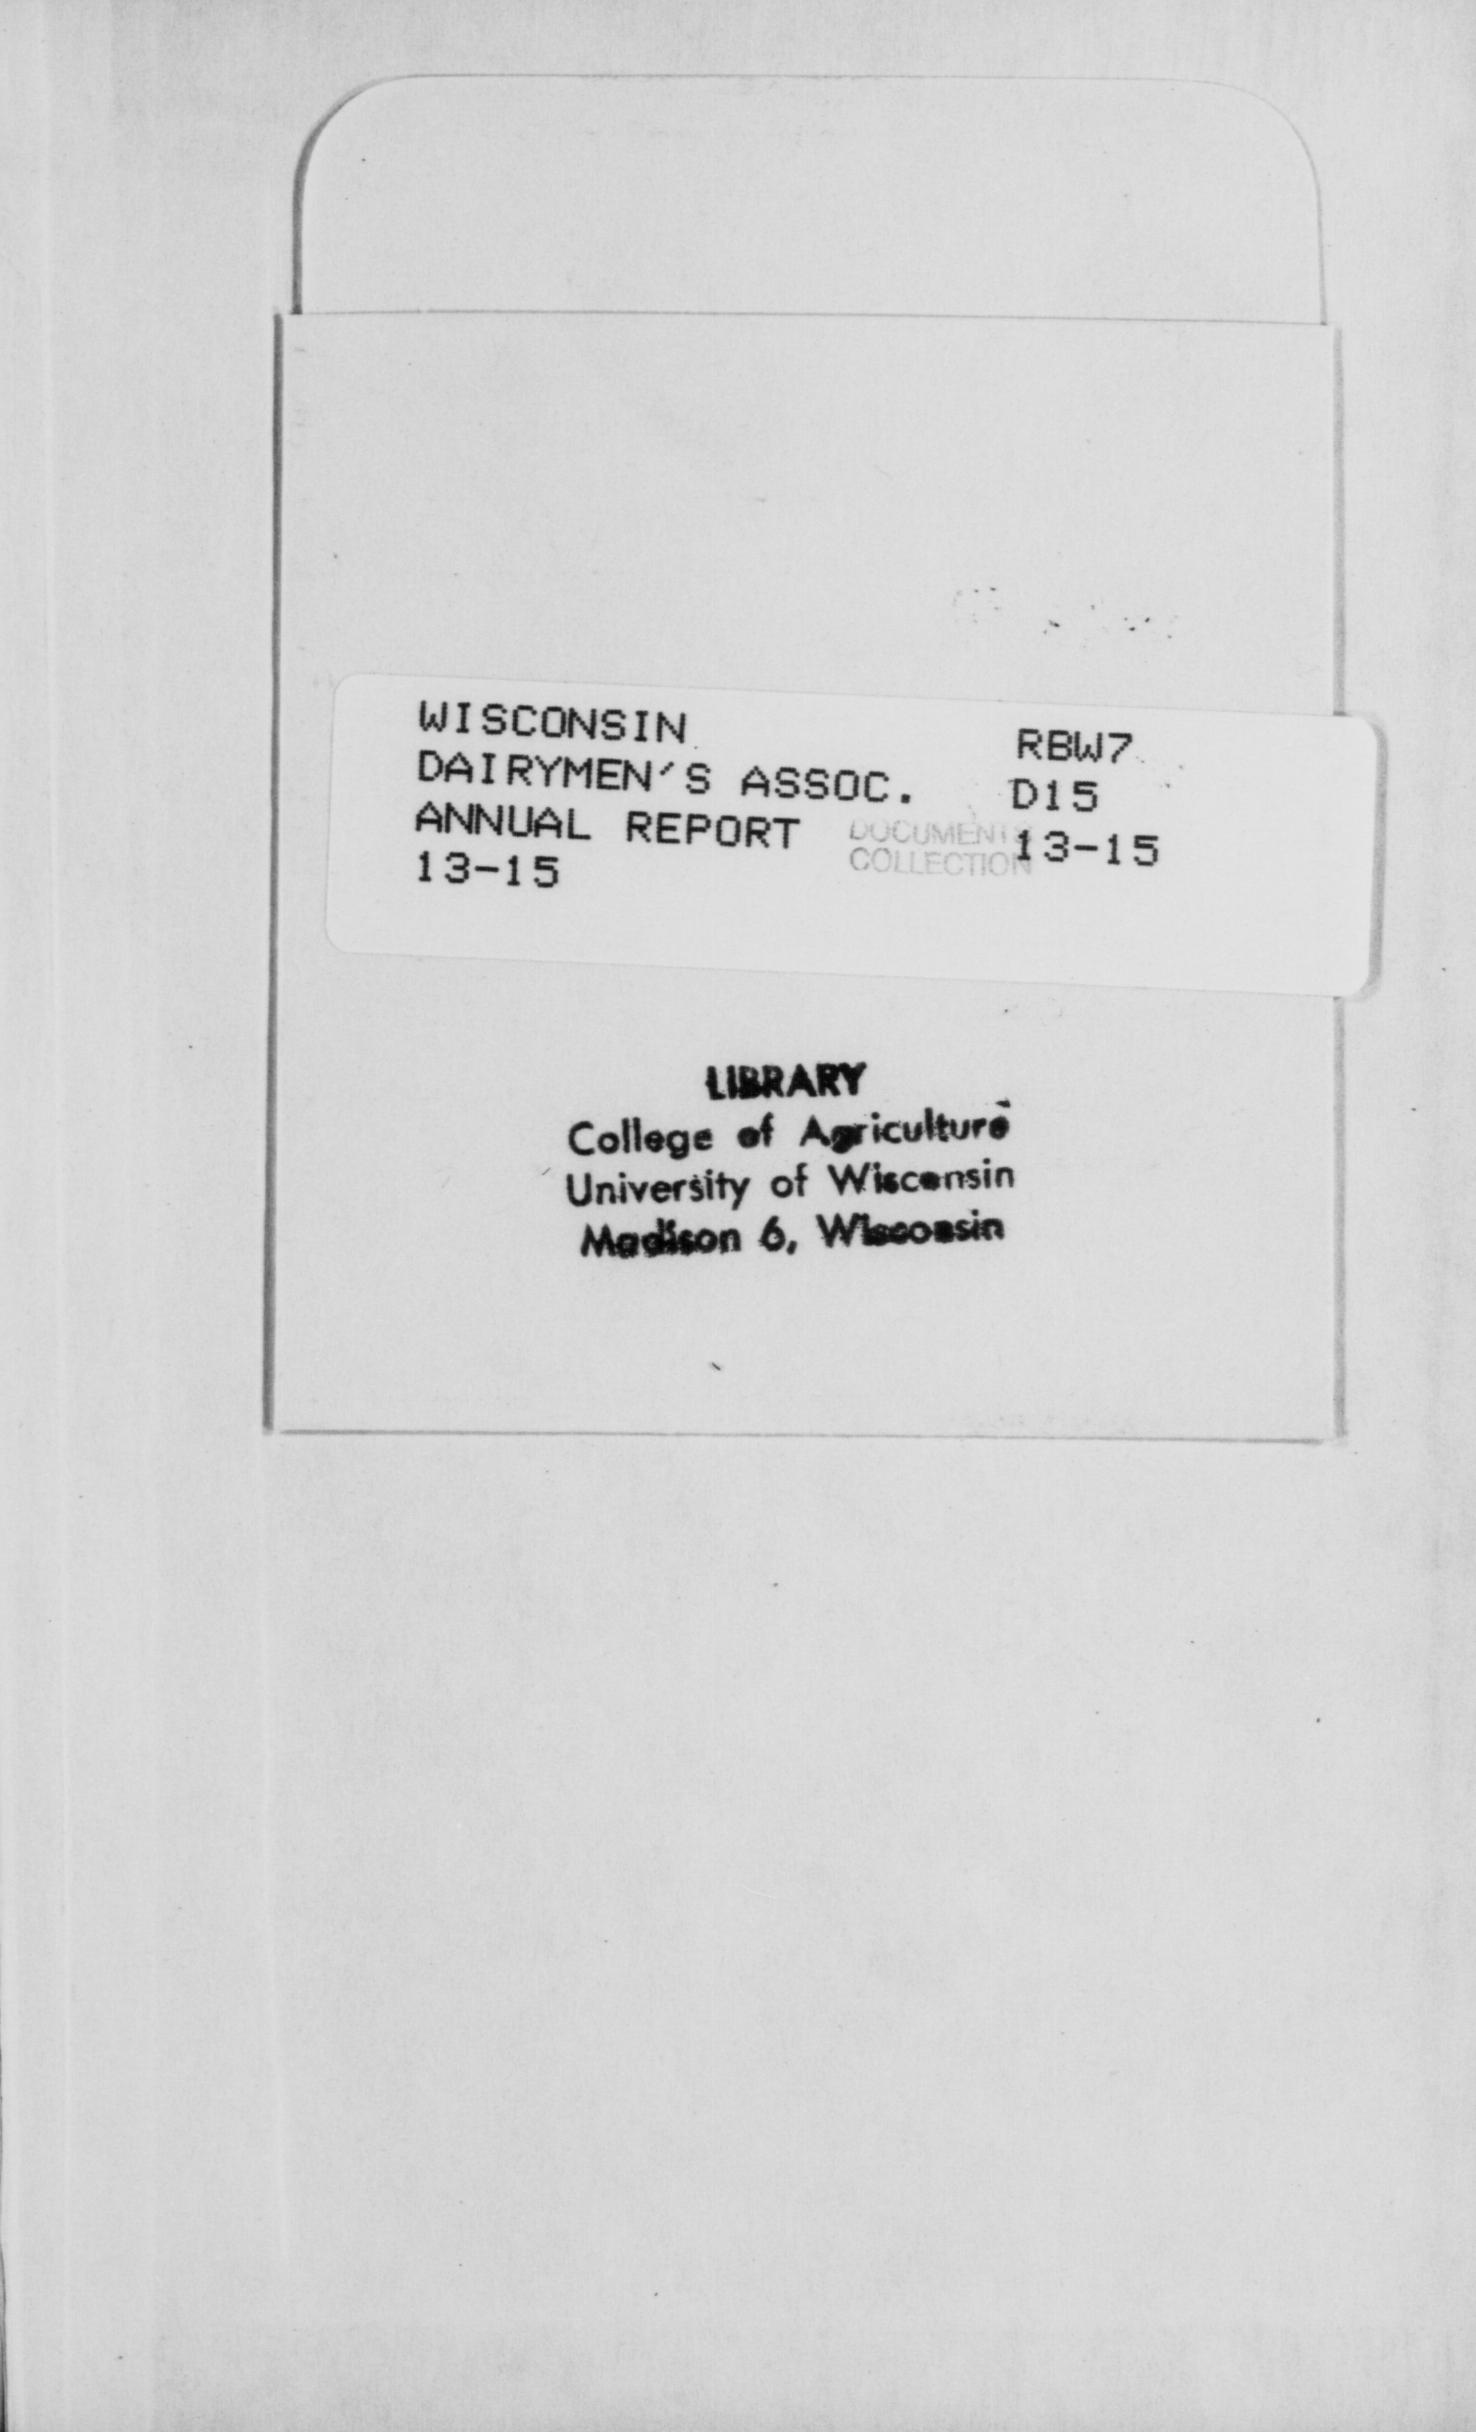 WISCONSIN
DAIRYMEN'S ASSOC.
ANNUAL REPORT
13-15
RBW7
D15
13-15
DOCUMENTS
COLLECTION
LIBRARY
College of Agriculture
University of Wisconsin
Madison 6, Wisconsin